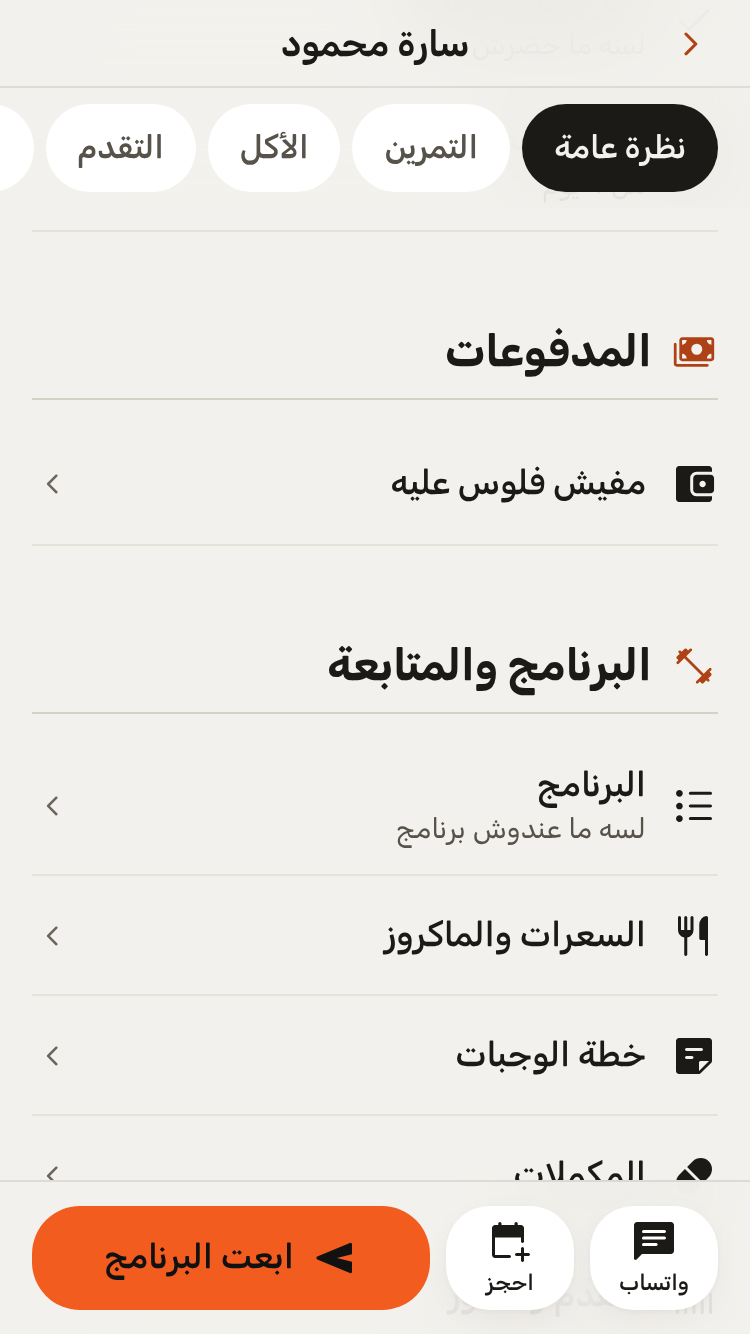 سارة محمود
نظرة عامة
التمرين
الأكل
التقدم
المدفوعات
مفيش فلوس عليه
البرنامج والمتابعة
البرنامج
لسه ما عندوش برنامج
السعرات والماكروز
خطة الوجبات
المكملات
واتساب
احجز
ابعت البرنامج